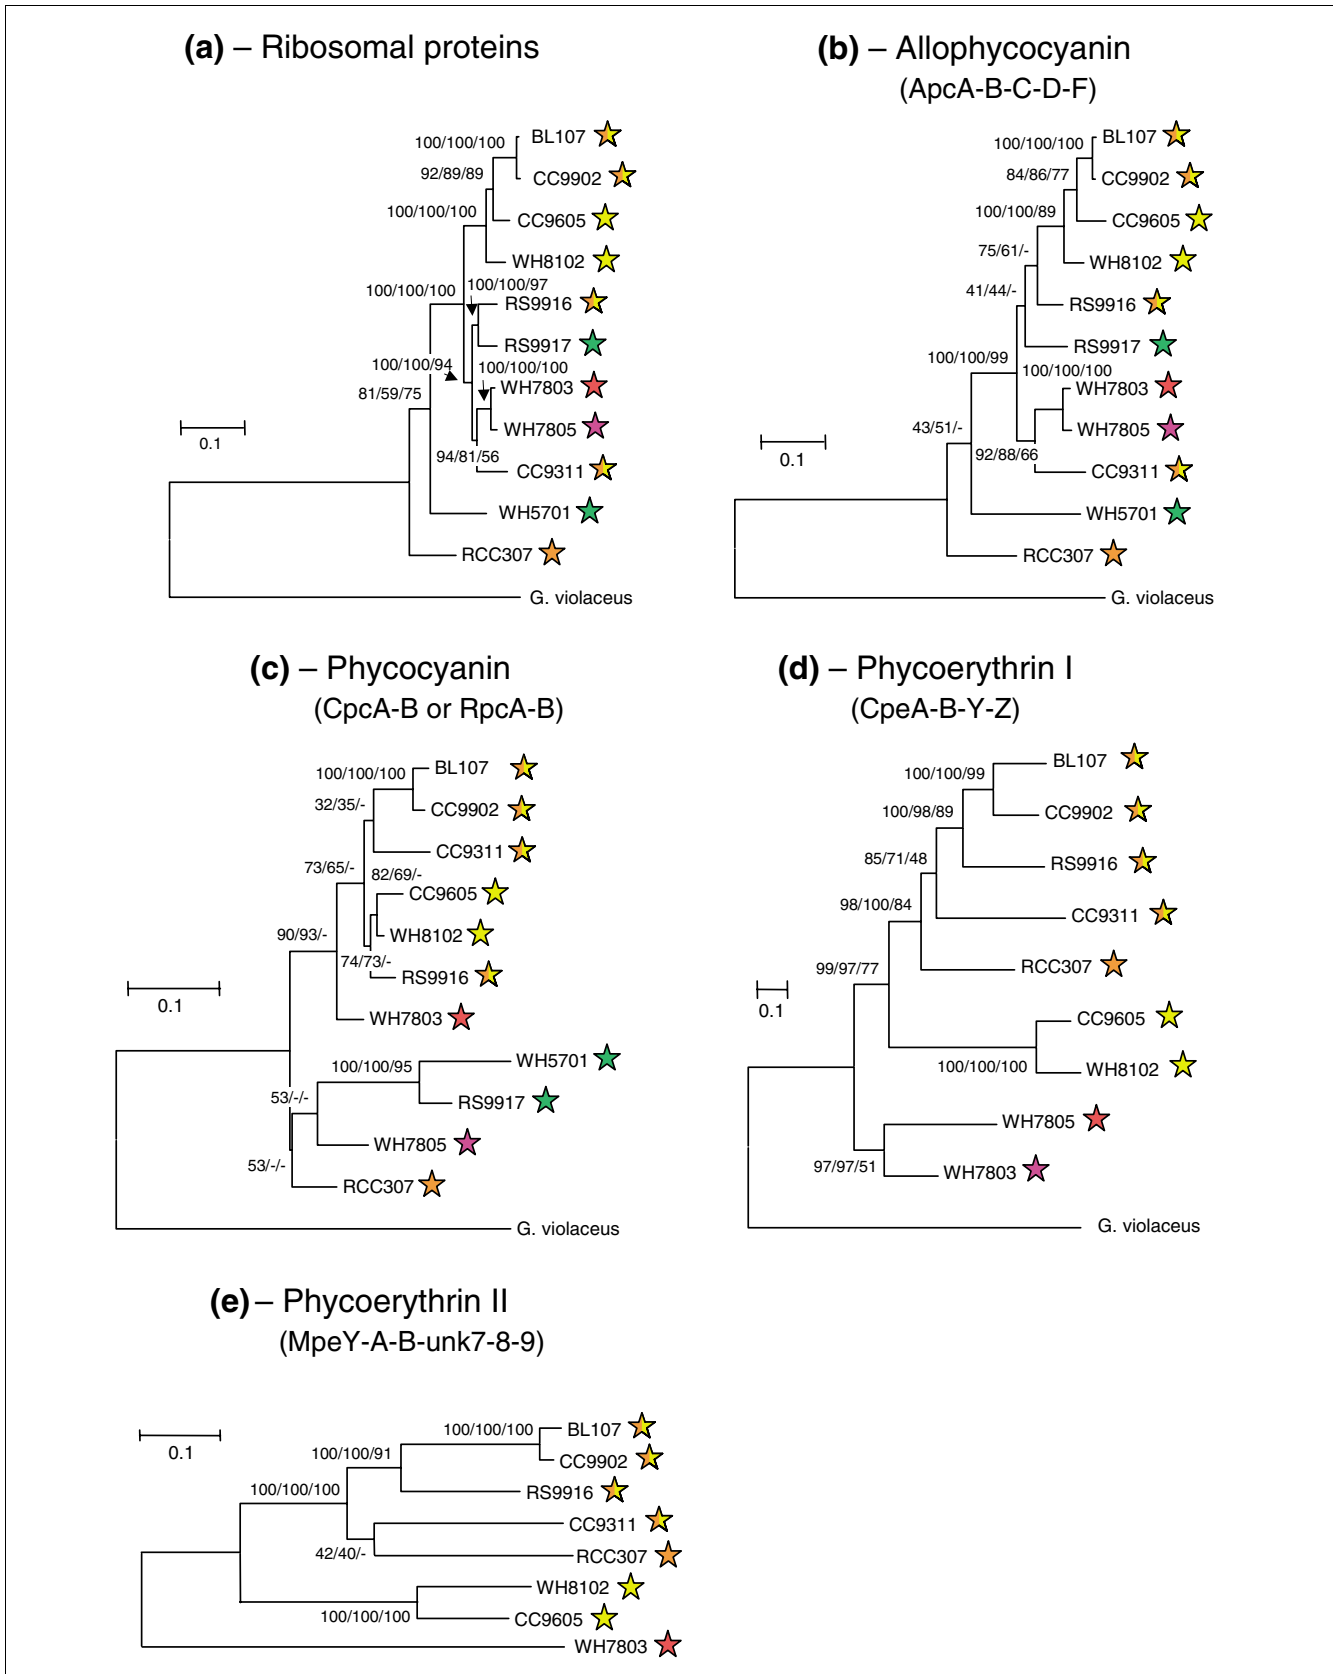 (a) – Ribosomal proteins
100/100/100
BL107
92/89/89
CC9902
100/100/100
CC9605
WH8102
100/100/100
100/100/97
RS9916
RS9917
100/100/94
100/100/100
WH7803
81/59/75
WH7805
0.1
94/81/56
CC9311
WH5701
RCC307
G. violaceus
(b) – Allophycocyanin
(ApcA-B-C-D-F)
100/100/100
BL107
84/86/77
CC9902
100/100/89
CC9605
75/61/-
WH8102
41/44/-
RS9916
RS9917
100/100/99
100/100/100
WH7803
43/51/-
WH7805
0.1
92/88/66
CC9311
WH5701
RCC307
G. violaceus
(c) – Phycocyanin
(CpcA-B or RpcA-B)
100/100/100
BL107
32/35/-
CC9902
CC9311
73/65/-
82/69/-
CC9605
90/93/-
WH8102
74/73/-
RS9916
0.1
WH7803
100/100/95
WH5701
53/-/-
RS9917
WH7805
53/-/-
RCC307
G. violaceus
(d) – Phycoerythrin I
(CpeA-B-Y-Z)
BL107
100/100/99
100/98/89
CC9902
85/71/48
RS9916
98/100/84
CC9311
99/97/77
RCC307
0.1
CC9605
100/100/100
WH8102
WH7805
97/97/51
WH7803
G. violaceus
(e) – Phycoerythrin II
(MpeY-A-B-unk7-8-9)
100/100/100
BL107
0.1
100/100/91
CC9902
100/100/100
RS9916
CC9311
42/40/-
RCC307
WH8102
100/100/100
CC9605
WH7803